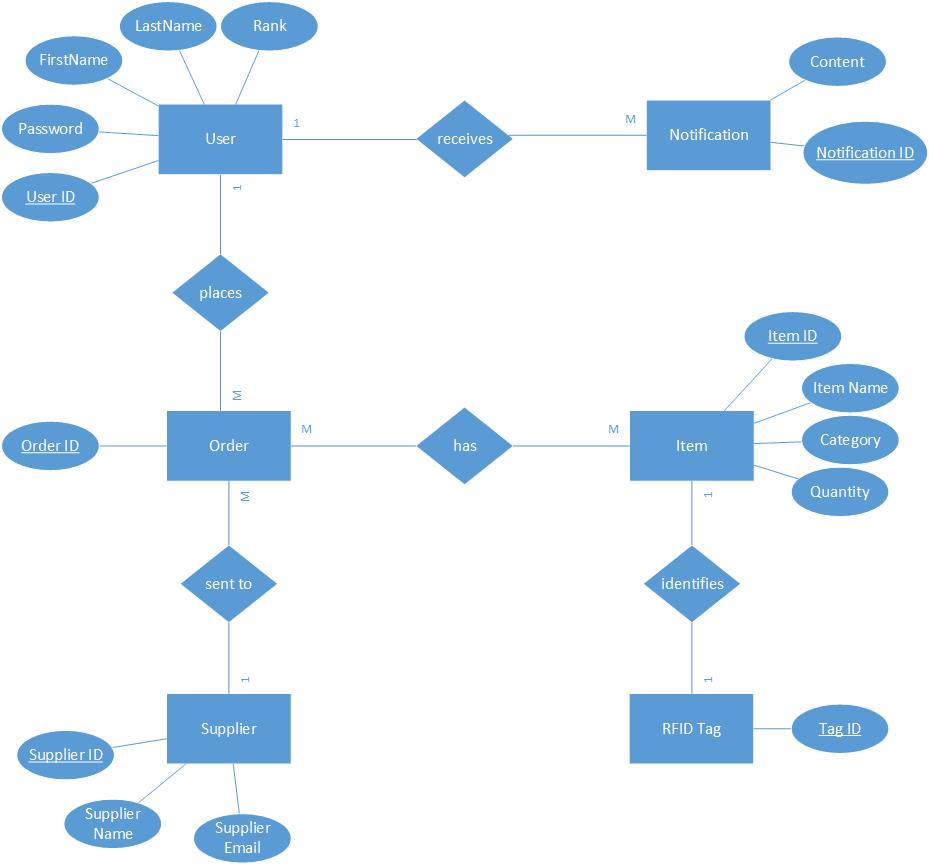 LastName
Rank
FirstName
Content
Password
User
1
receives
M
Notification
Notification ID
User ID
1
places
Item ID
Item Name
M
Order ID
Order
M
has
M
Item
Category
Quantity
M
1
sent to
identifies
1
1
Supplier
RFID Tag
Tag ID
Supplier ID
Supplier
Name
Supplier
Email